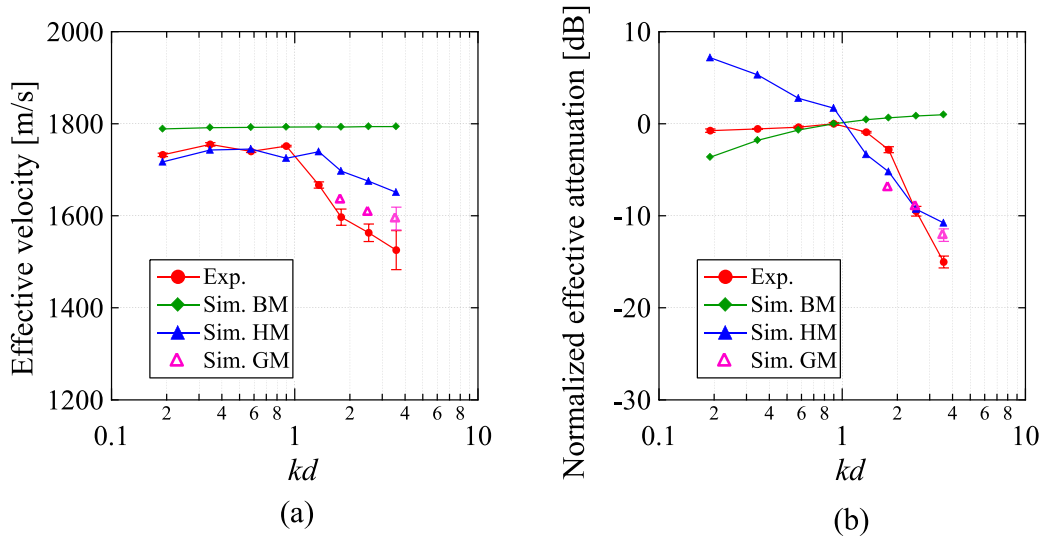 Effective velocity [m/s]
2000
1800
1600
1400
1200
Exp.
Sim. BM
Sim. HM
Sim. GM
2 4 6 8 2 4 6 8
0.1 1 10
kd
(a)
Normalized effective attenuation [dB]
10
0
-10
-20
-30
Exp.
Sim. BM
Sim. HM
Sim. GM
2 4 6 8 2 4 6 8
0.1 1 10
kd
(b)